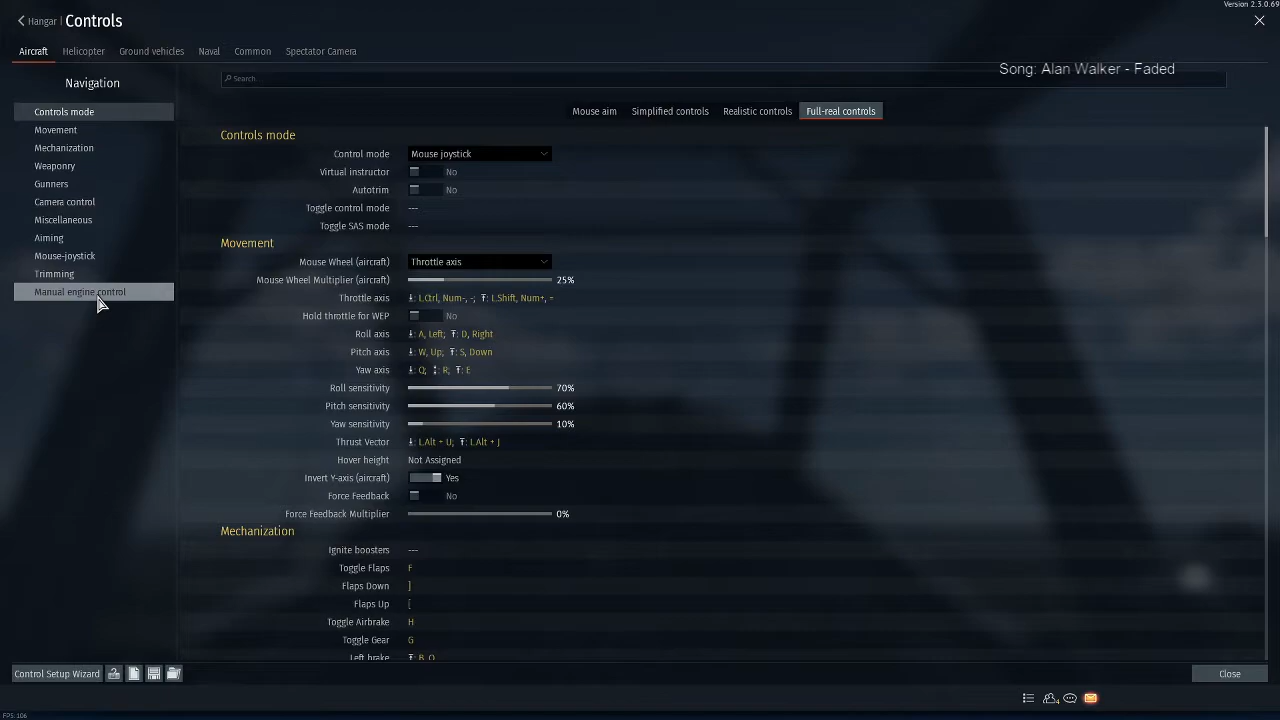 Version 2.3.0.69
Hangar | Controls
Aircraft Helicopter Ground vehicles Naval Common Spectator Camera
Song: Alan Walker - Faded
Navigation
Search...
Controls mode
Movement
Mechanization
Weaponry
Gunners
Camera control
Miscellaneous
Aiming
Mouse-joystick
Trimming
Manual engine control
Mouse aim Simplified controls Realistic controls Full-real controls
Controls mode
Control mode Mouse joystick
Virtual instructor No
Autotrim No
Toggle control mode ---
Toggle SAS mode ---
Movement
Mouse Wheel (aircraft) Throttle axis
Mouse Wheel Multiplier (aircraft) 25%
Throttle axis : L.Ctrl, Num-, -; : L.Shift, Num+, =
Hold throttle for WEP No
Roll axis : A, Left; : D, Right
Pitch axis : W, Up; : S, Down
Yaw axis : Q; : R; : E
Roll sensitivity 70%
Pitch sensitivity 60%
Yaw sensitivity 10%
Thrust Vector : L.Alt + U; : L.Alt + J
Hover height Not Assigned
Invert Y-axis (aircraft) Yes
Force Feedback No
Force Feedback Multiplier 0%
Mechanization
Ignite boosters ---
Toggle Flaps F
Flaps Down ]
Flaps Up [
Toggle Airbrake H
Toggle Gear G
Left brake : B, O
Control Setup Wizard
Close
4
FPS: 106